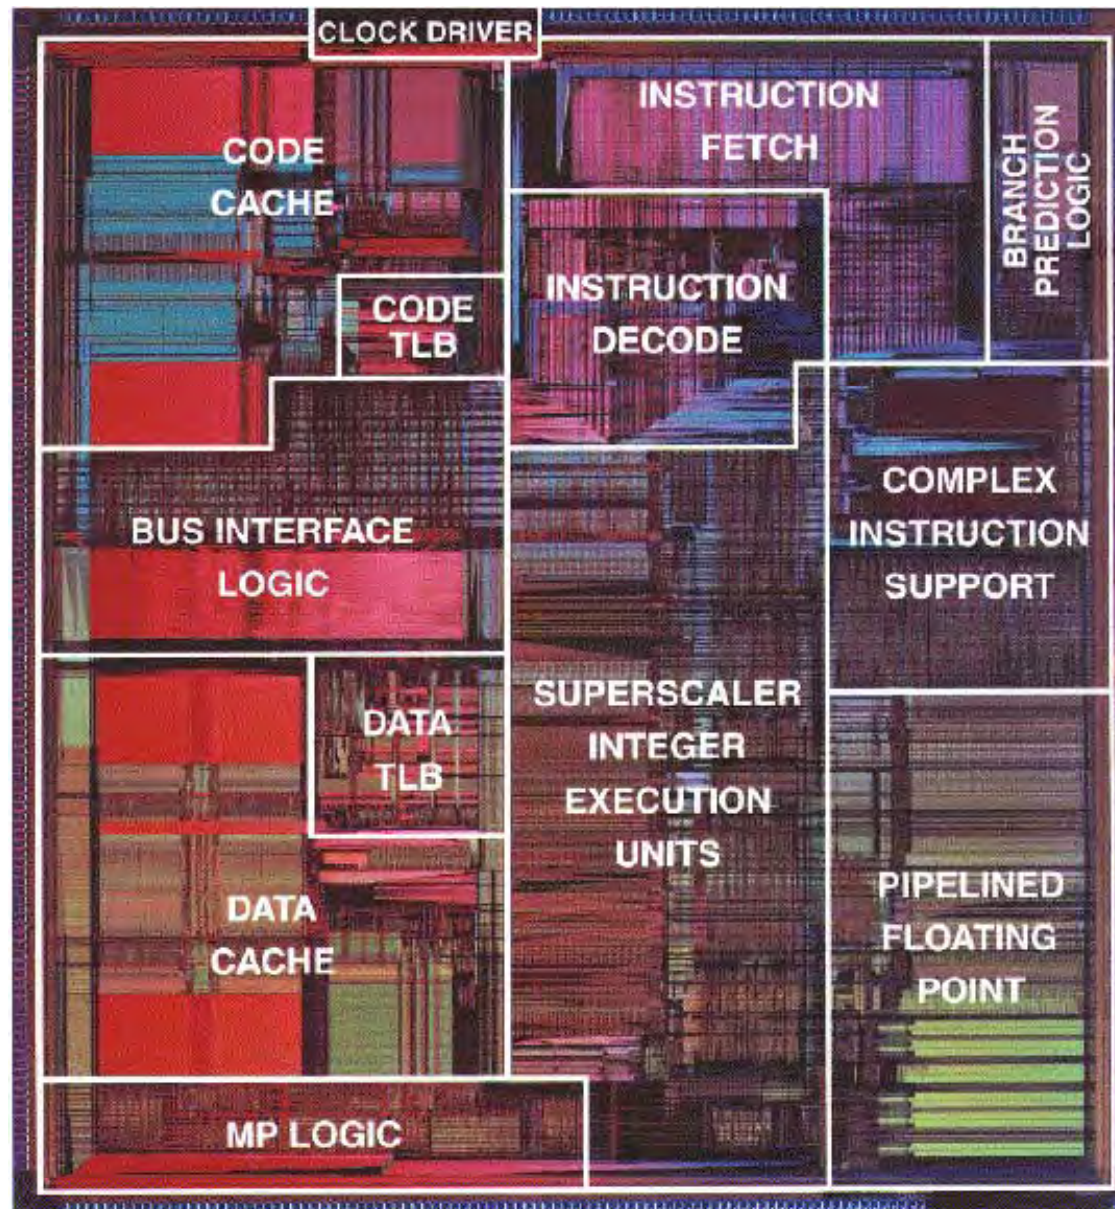 CLOCK DRIVER
CODE
CACHE
INSTRUCTION
FETCH
BRANCH
PREDICTION
LOGIC
CODE
TLB
INSTRUCTION
DECODE
BUS INTERFACE
LOGIC
COMPLEX
INSTRUCTION
SUPPORT
DATA
TLB
SUPERSCALER
INTEGER
EXECUTION
UNITS
DATA
CACHE
PIPELINED
FLOATING
POINT
MP LOGIC